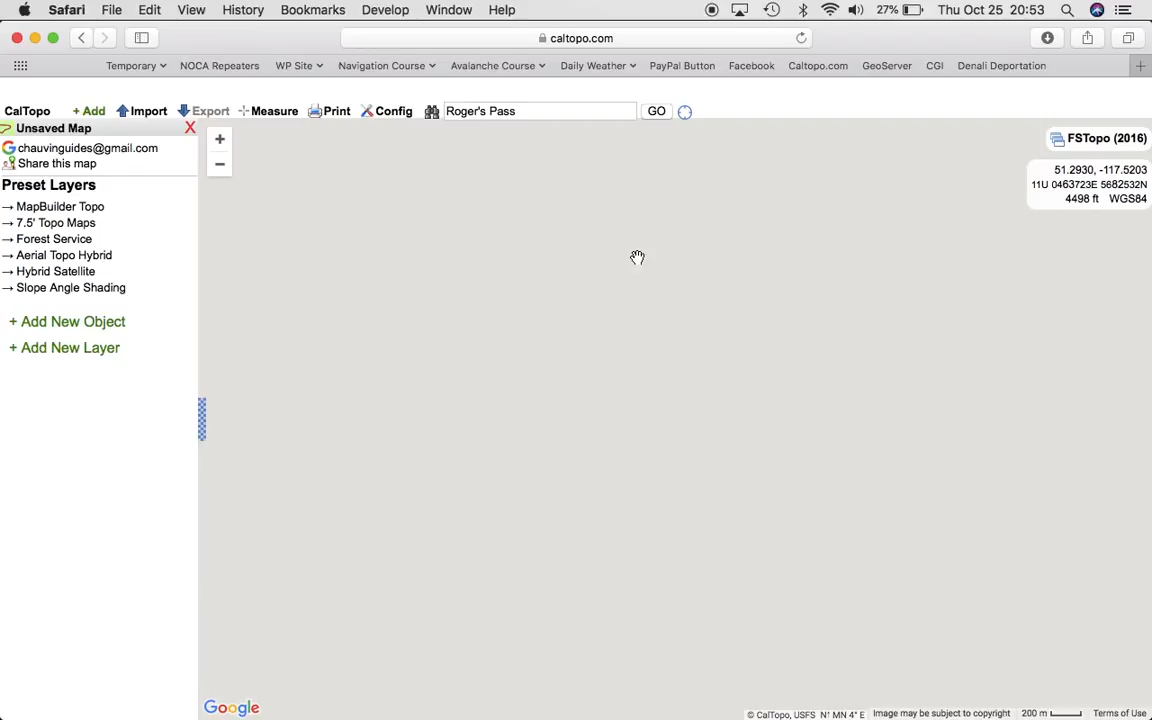 Safari File Edit View History Bookmarks Develop Window Help 27% Thu Oct 25 20:53
caltopo.com
Temporary NOCA Repeaters WP Site Navigation Course Avalanche Course Daily Weather PayPal Button Facebook Caltopo.com GeoServer CGI Denali Deportation
CalTopo + Add Import Export Measure Print Config Roger's Pass GO
Unsaved Map X
chauvinguides@gmail.com
Share this map
Preset Layers
→ MapBuilder Topo
→ 7.5' Topo Maps
→ Forest Service
→ Aerial Topo Hybrid
→ Hybrid Satellite
→ Slope Angle Shading
+ Add New Object
+ Add New Layer
+
−
FSTopo (2016)
51.2930, -117.5203
11U 0463723E 5682532N
4498 ft WGS84
Google
© CalTopo, USFS N↑ MN 4° E Image may be subject to copyright 200 m Terms of Use